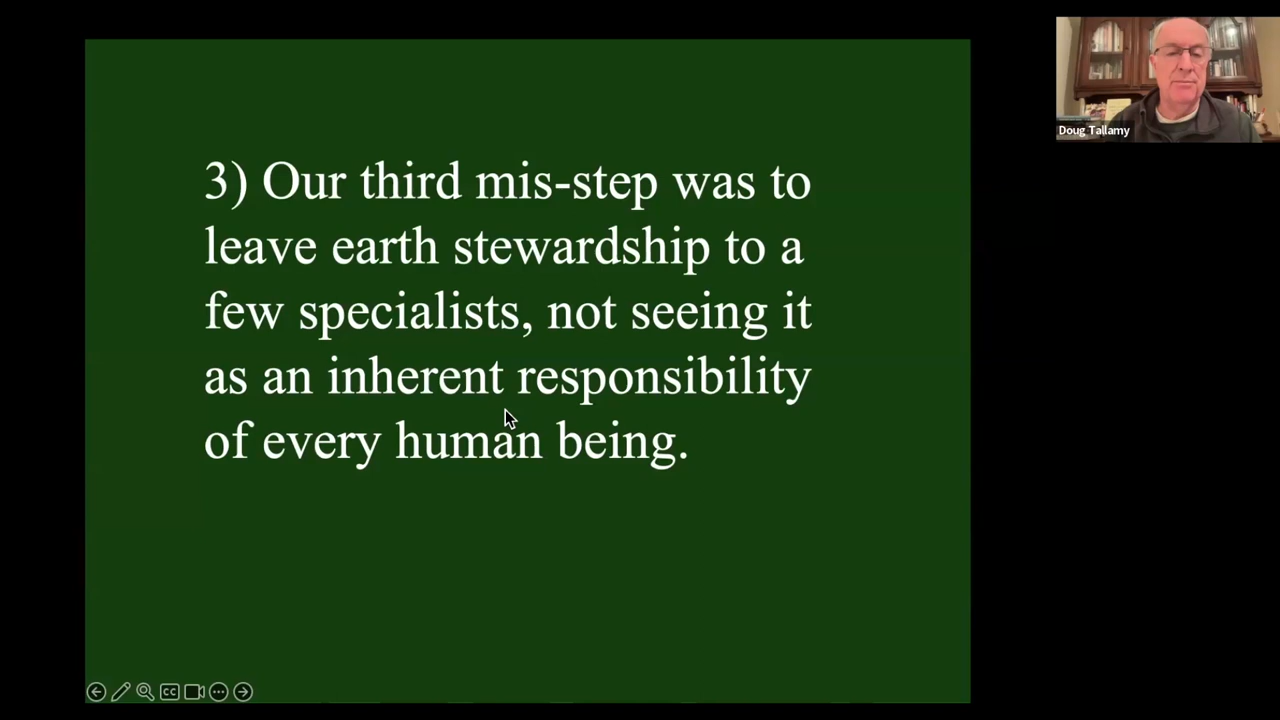 3) Our third mis-step was to
leave earth stewardship to a
few specialists, not seeing it
as an inherent responsibility
of every human being.
Doug Tallamy
CC